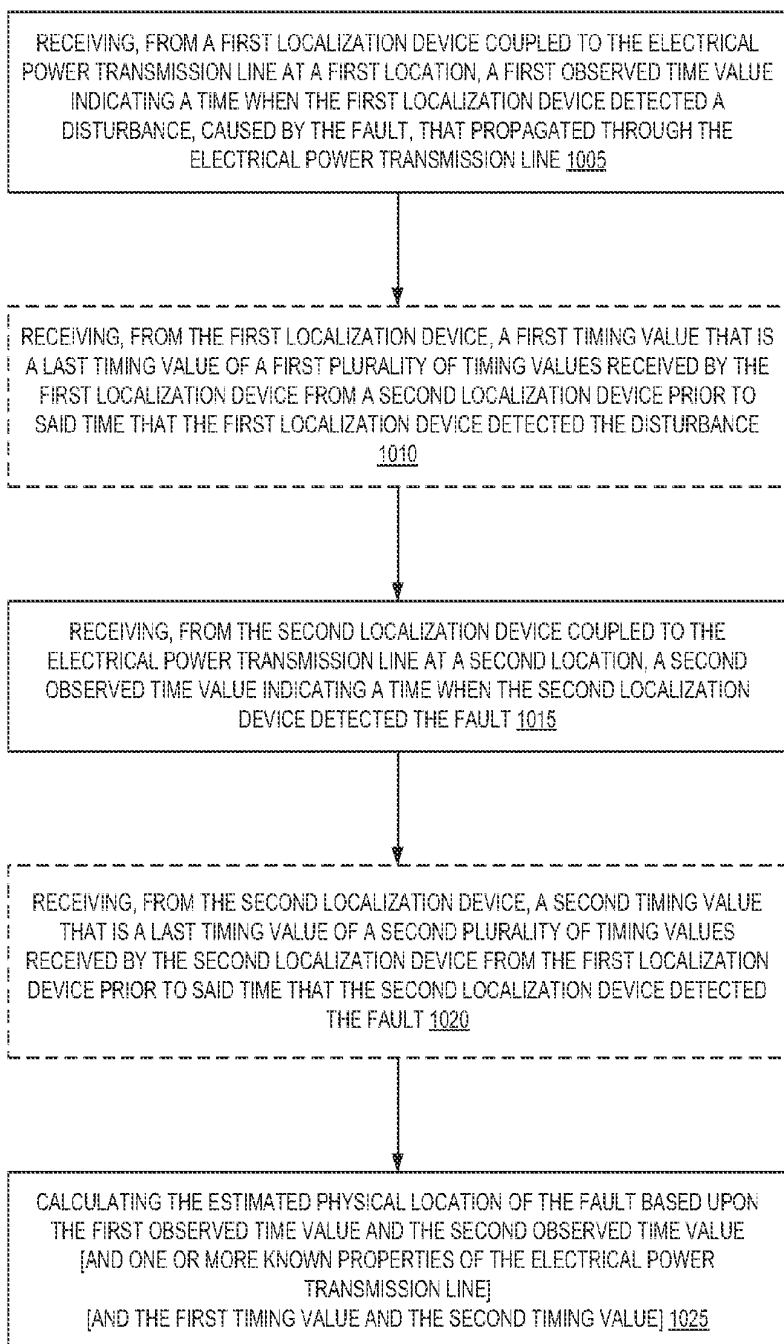 RECEIVING, FROM A FIRST LOCALIZATION DEVICE COUPLED TO THE ELECTRICAL
POWER TRANSMISSION LINE AT A FIRST LOCATION, A FIRST OBSERVED TIME VALUE
INDICATING A TIME WHEN THE FIRST LOCALIZATION DEVICE DETECTED A
DISTURBANCE, CAUSED BY THE FAULT, THAT PROPAGATED THROUGH THE
ELECTRICAL POWER TRANSMISSION LINE 1005
RECEIVING, FROM THE FIRST LOCALIZATION DEVICE, A FIRST TIMING VALUE THAT IS
A LAST TIMING VALUE OF A FIRST PLURALITY OF TIMING VALUES RECEIVED BY THE
FIRST LOCALIZATION DEVICE FROM A SECOND LOCALIZATION DEVICE PRIOR TO
SAID TIME THAT THE FIRST LOCALIZATION DEVICE DETECTED THE DISTURBANCE
1010
RECEIVING, FROM THE SECOND LOCALIZATION DEVICE COUPLED TO THE
ELECTRICAL POWER TRANSMISSION LINE AT A SECOND LOCATION, A SECOND
OBSERVED TIME VALUE INDICATING A TIME WHEN THE SECOND LOCALIZATION
DEVICE DETECTED THE FAULT 1015
RECEIVING, FROM THE SECOND LOCALIZATION DEVICE, A SECOND TIMING VALUE
THAT IS A LAST TIMING VALUE OF A SECOND PLURALITY OF TIMING VALUES
RECEIVED BY THE SECOND LOCALIZATION DEVICE FROM THE FIRST LOCALIZATION
DEVICE PRIOR TO SAID TIME THAT THE SECOND LOCALIZATION DEVICE DETECTED
THE FAULT 1020
CALCULATING THE ESTIMATED PHYSICAL LOCATION OF THE FAULT BASED UPON
THE FIRST OBSERVED TIME VALUE AND THE SECOND OBSERVED TIME VALUE
[AND ONE OR MORE KNOWN PROPERTIES OF THE ELECTRICAL POWER
TRANSMISSION LINE]
[AND THE FIRST TIMING VALUE AND THE SECOND TIMING VALUE] 1025